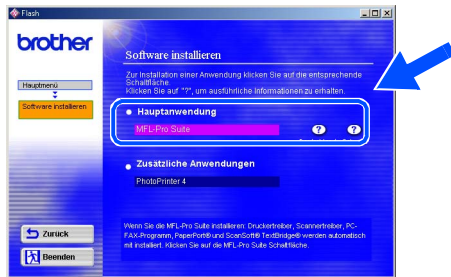 Flash
brother
Software installieren
Zur Installation einer Anwendung klicken Sie auf die entsprechende
Schaltfläche.
Klicken Sie auf "?", um ausführliche Informationen zu erhalten.
Hauptmenü
Software installieren
Hauptanwendung
MFL-Pro Suite
? ?
Zusätzliche Anwendungen
PhotoPrinter 4
Wenn Sie die MFL-Pro Suite installieren: Druckertreiber, Scannertreiber, PC-
FAX-Programm, PaperPort® und ScanSoft® TextBridge® werden automatisch
mit installiert. Klicken Sie auf die MFL-Pro Suite Schaltfläche.
Zurück
Beenden